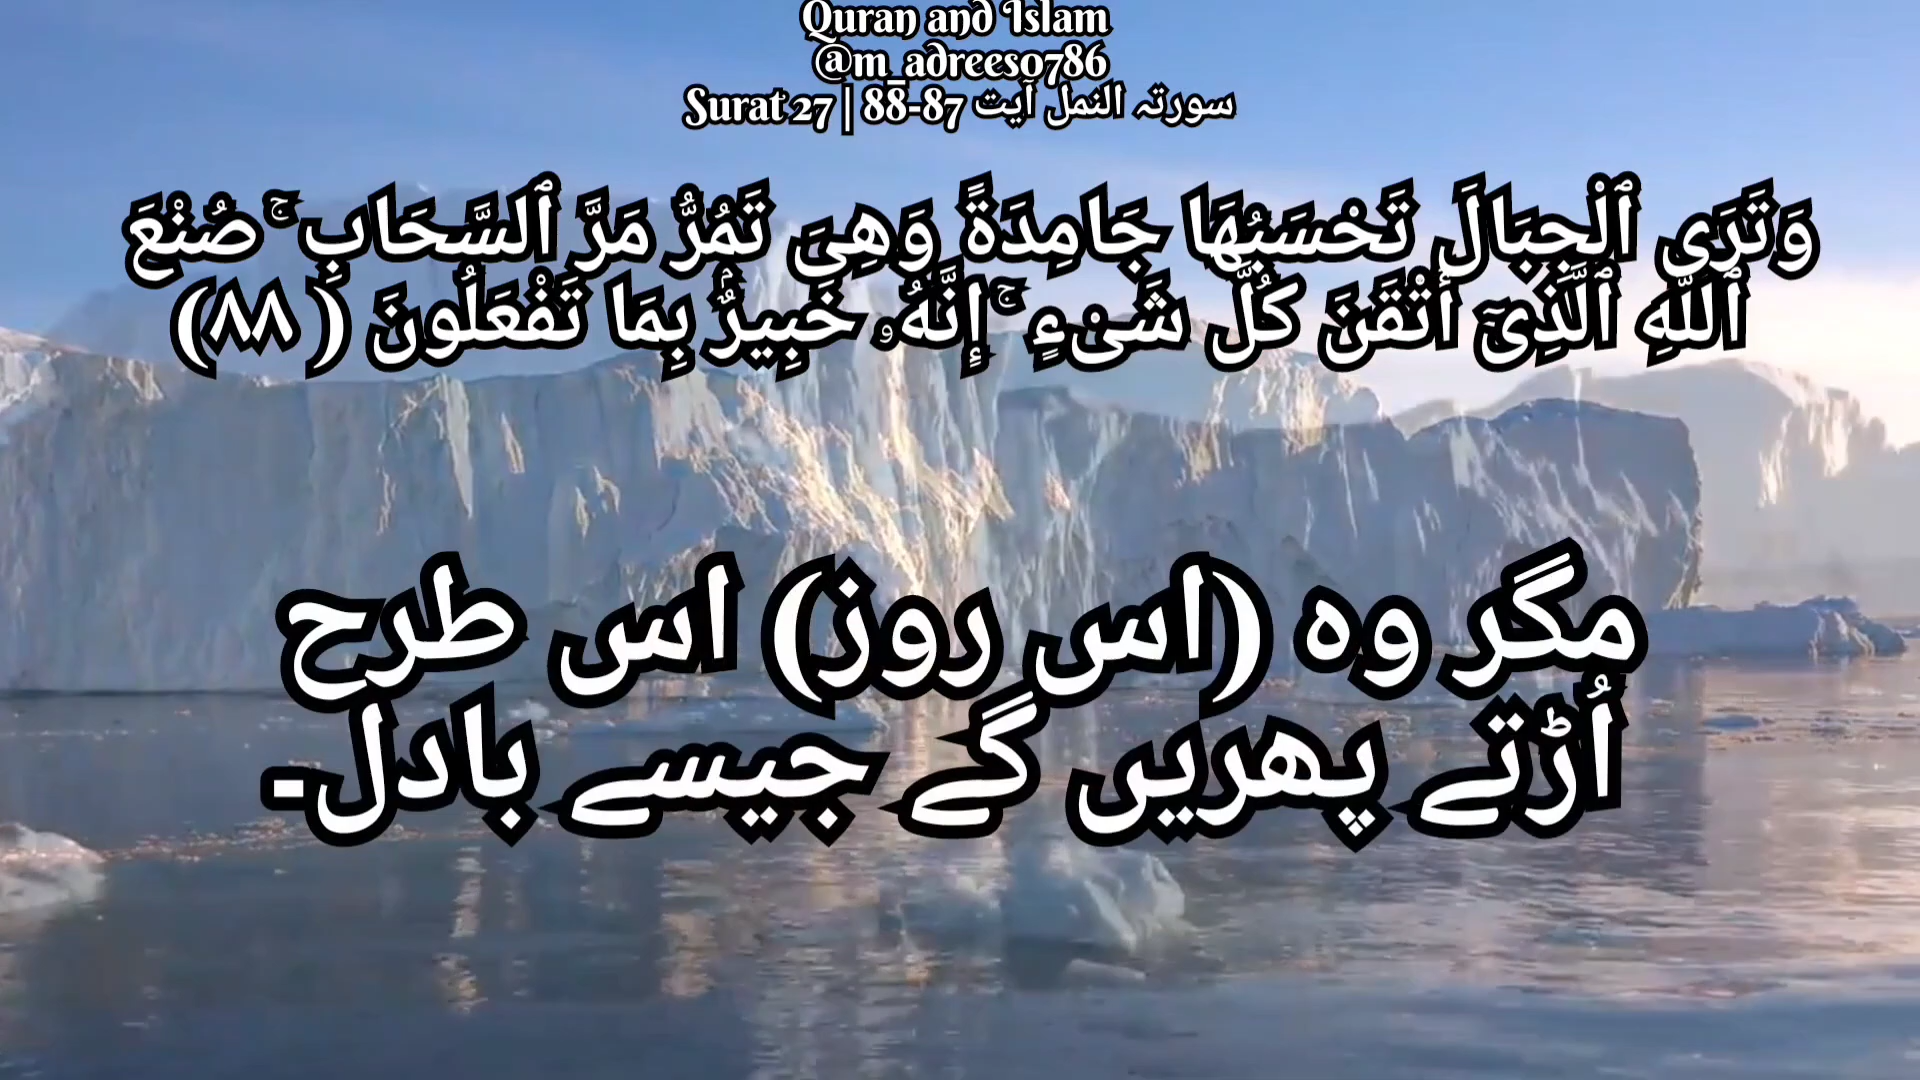 Quran and Islam
@m_adrees0786
Surat 27 | 88-87 سورتہ النمل آیت
وَتَرَى ٱلْجِبَالَ تَحْسَبُهَا جَامِدَةً وَهِىَ تَمُرُّ مَرَّ ٱلسَّحَابِ ۚ صُنْعَ
ٱللَّهِ ٱلَّذِىٓ أَتْقَنَ كُلَّ شَىْءٍ ۚ إِنَّهُۥ خَبِيرٌۢ بِمَا تَفْعَلُونَ (٨٨)
مگر وہ (اس روز) اس طرح
اُڑتے پھریں گے جیسے بادل۔